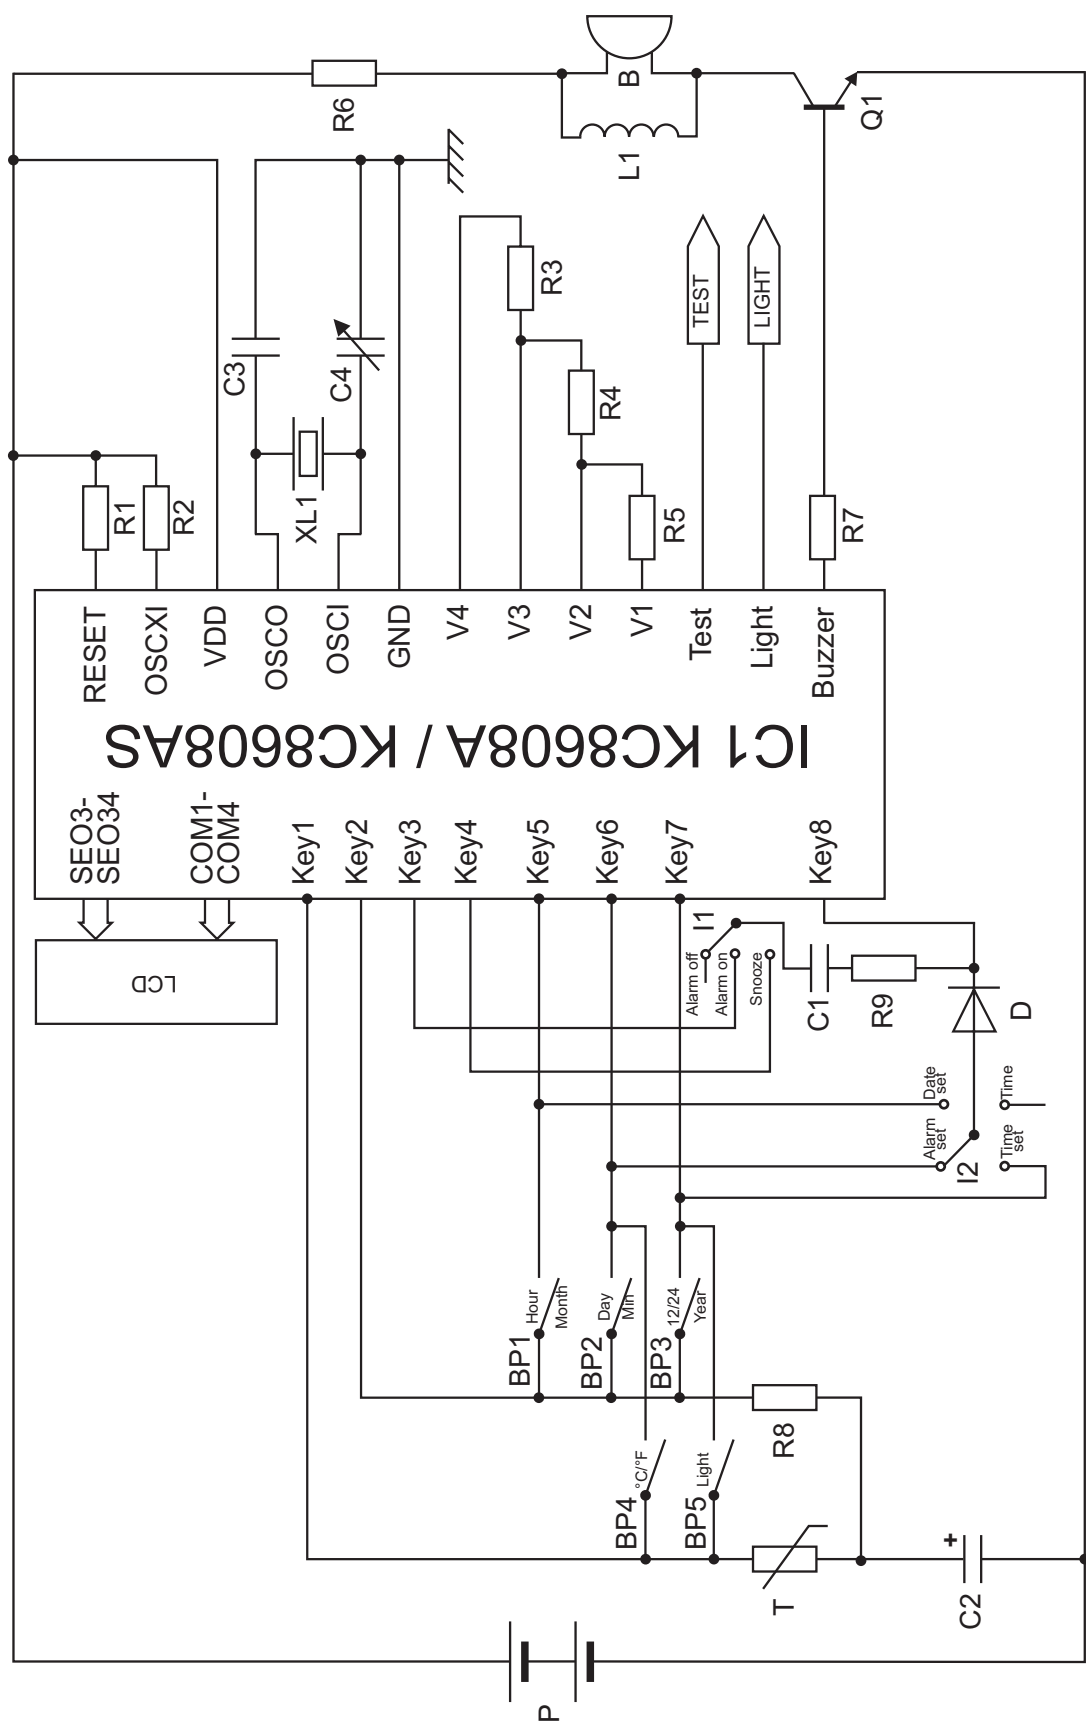 R6
B
L1
Q1
C3
C4
XL1
R1
R2
R3
R4
R5
R7
TEST
LIGHT
RESET
OSCXI
VDD
OSCO
OSCI
GND
V4
V3
V2
V1
Test
Light
Buzzer
IC1 KC8608A / KC8608AS
SEO3-
SEO34
COM1-
COM4
Key1
Key2
Key3
Key4
Key5
Key6
Key7
Key8
LCD
I1
Alarm off
Alarm on
Snooze
C1
R9
D
Date
set
Time
Alarm
set
Time
set
I2
Hour
Month
BP1
Day
Min
BP2
12/24
Year
BP3
°C/°F
BP4
Light
BP5
R8
T
+
C2
P